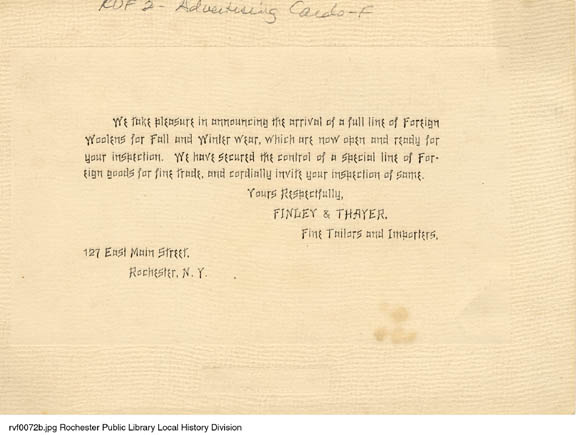 RVF 2 - Advertising Cards - F
We take pleasure in announcing the arrival of a full line of Foreign
Woolens for Fall and Winter wear, which are now open and ready for
your inspection. We have secured the control of a special line of For-
eign goods for fine trade, and cordially invite your inspection of same.
Yours Respectfully,
FINLEY & THAYER,
Fine Tailors and Importers,
127 East Main Street,
Rochester, N. Y.
rvf0072b.jpg Rochester Public Library Local History Division